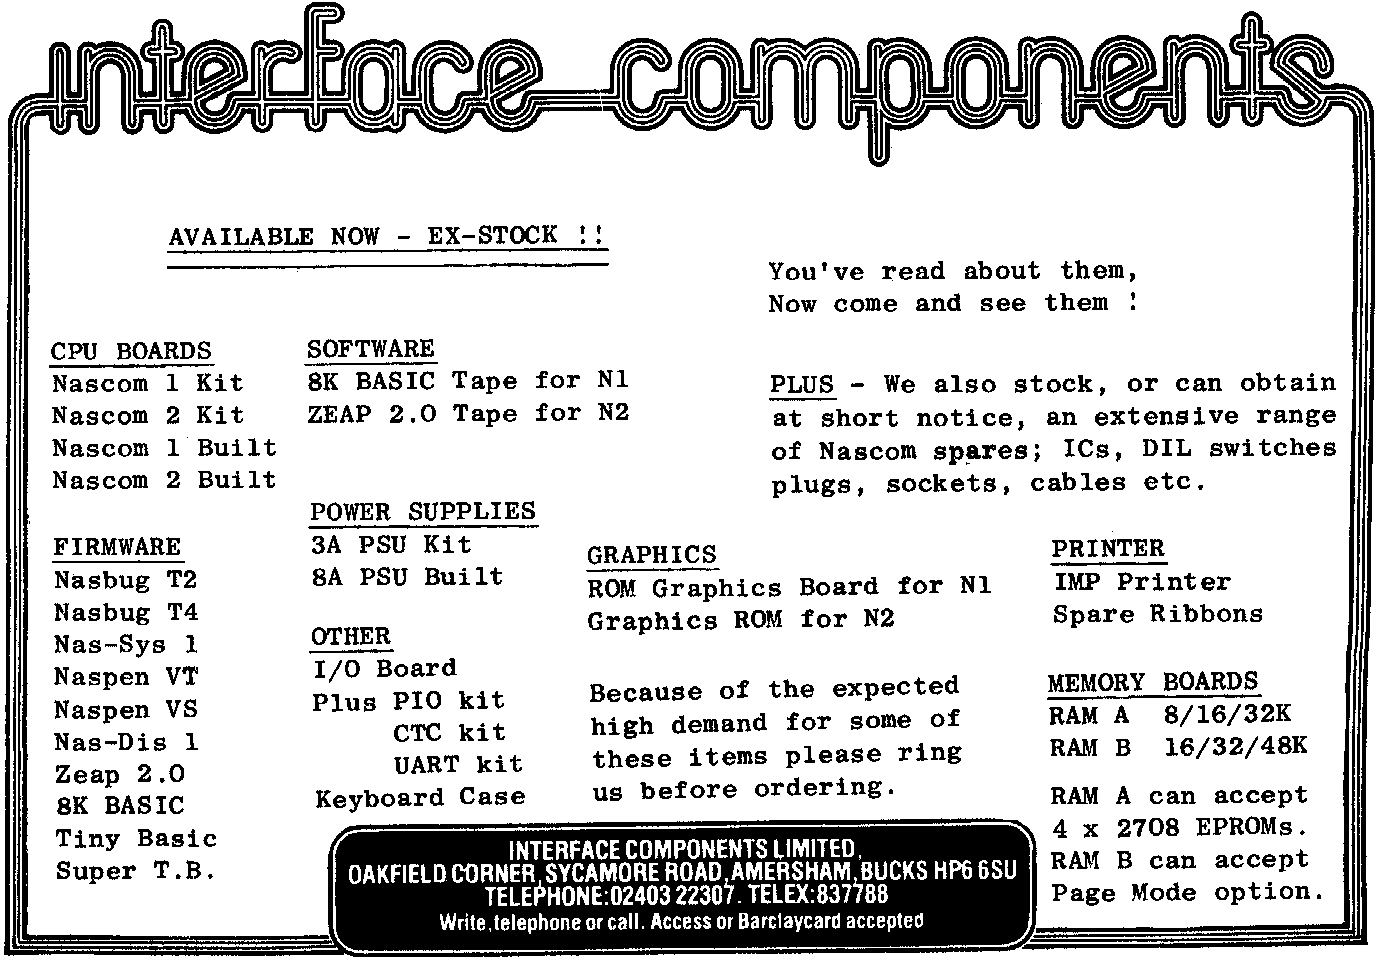 interface components
AVAILABLE NOW - EX-STOCK !!
You've read about them,
Now come and see them !
CPU BOARDS
Nascom 1 Kit
Nascom 2 Kit
Nascom 1 Built
Nascom 2 Built
SOFTWARE
8K BASIC Tape for N1
ZEAP 2.0 Tape for N2
PLUS - We also stock, or can obtain
at short notice, an extensive range
of Nascom spares; ICs, DIL switches
plugs, sockets, cables etc.
FIRMWARE
Nasbug T2
Nasbug T4
Nas-Sys 1
Naspen VT
Naspen VS
Nas-Dis 1
Zeap 2.0
8K BASIC
Tiny Basic
Super T.B.
POWER SUPPLIES
3A PSU Kit
8A PSU Built
OTHER
I/O Board
Plus PIO kit
CTC kit
UART kit
Keyboard Case
GRAPHICS
ROM Graphics Board for N1
Graphics ROM for N2
Because of the expected
high demand for some of
these items please ring
us before ordering.
PRINTER
IMP Printer
Spare Ribbons
MEMORY BOARDS
RAM A 8/16/32K
RAM B 16/32/48K
RAM A can accept
4 x 2708 EPROMs.
RAM B can accept
Page Mode option.
INTERFACE COMPONENTS LIMITED,
OAKFIELD CORNER, SYCAMORE ROAD, AMERSHAM, BUCKS HP6 6SU
TELEPHONE: 02403 22307. TELEX: 837788
Write, telephone or call. Access or Barclaycard accepted